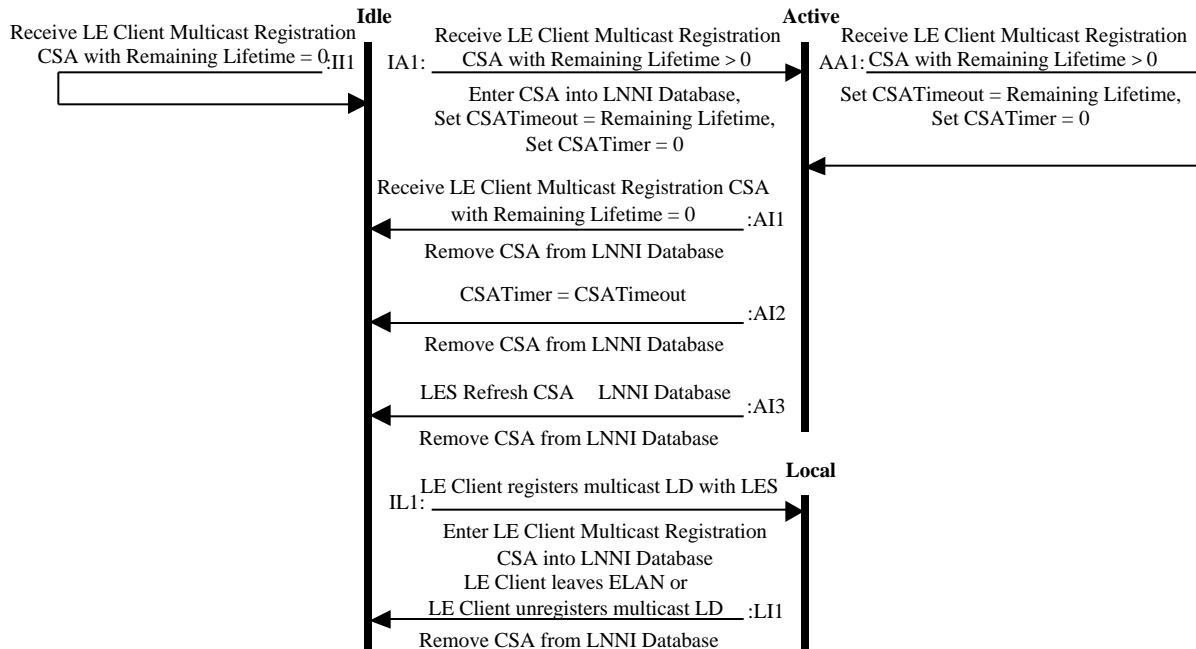 Idle
Active
Receive LE Client Multicast Registration
CSA with Remaining Lifetime = 0
:II1
IA1:
Receive LE Client Multicast Registration
CSA with Remaining Lifetime > 0
Enter CSA into LNNI Database,
Set CSATimeout = Remaining Lifetime,
Set CSATimer = 0
AA1:
Receive LE Client Multicast Registration
CSA with Remaining Lifetime > 0
Set CSATimeout = Remaining Lifetime,
Set CSATimer = 0
Receive LE Client Multicast Registration CSA
with Remaining Lifetime = 0
:AI1
Remove CSA from LNNI Database
CSATimer = CSATimeout
:AI2
Remove CSA from LNNI Database
LES Refresh CSA LNNI Database
:AI3
Remove CSA from LNNI Database
Local
LE Client registers multicast LD with LES
IL1:
Enter LE Client Multicast Registration
CSA into LNNI Database
LE Client leaves ELAN or
LE Client unregisters multicast LD
:LI1
Remove CSA from LNNI Database